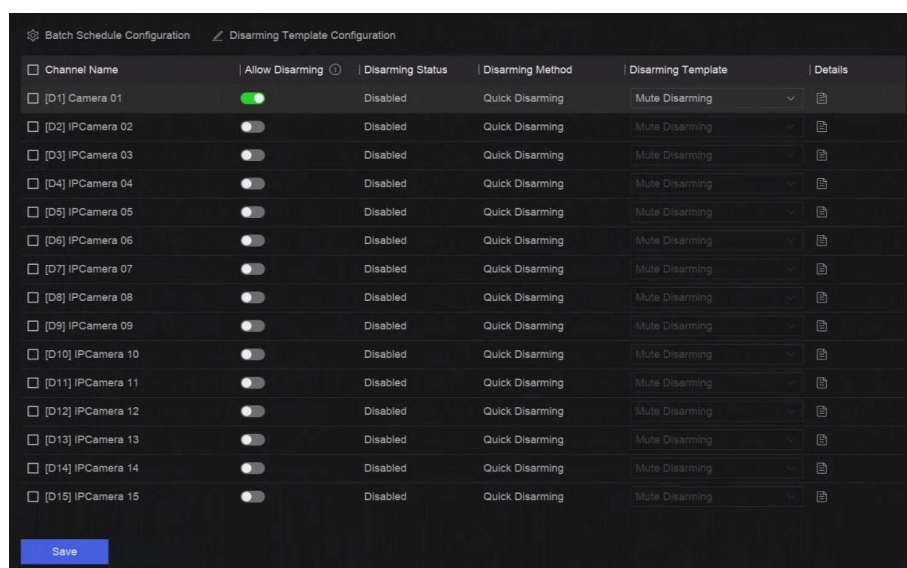 Batch Schedule Configuration Disarming Template Configuration
Channel Name Allow Disarming Disarming Status Disarming Method Disarming Template Details
[D1] Camera 01 Disabled Quick Disarming Mute Disarming
[D2] IPCamera 02 Disabled Quick Disarming Mute Disarming
[D3] IPCamera 03 Disabled Quick Disarming Mute Disarming
[D4] IPCamera 04 Disabled Quick Disarming Mute Disarming
[D5] IPCamera 05 Disabled Quick Disarming Mute Disarming
[D6] IPCamera 06 Disabled Quick Disarming Mute Disarming
[D7] IPCamera 07 Disabled Quick Disarming Mute Disarming
[D8] IPCamera 08 Disabled Quick Disarming Mute Disarming
[D9] IPCamera 09 Disabled Quick Disarming Mute Disarming
[D10] IPCamera 10 Disabled Quick Disarming Mute Disarming
[D11] IPCamera 11 Disabled Quick Disarming Mute Disarming
[D12] IPCamera 12 Disabled Quick Disarming Mute Disarming
[D13] IPCamera 13 Disabled Quick Disarming Mute Disarming
[D14] IPCamera 14 Disabled Quick Disarming Mute Disarming
[D15] IPCamera 15 Disabled Quick Disarming Mute Disarming
Save